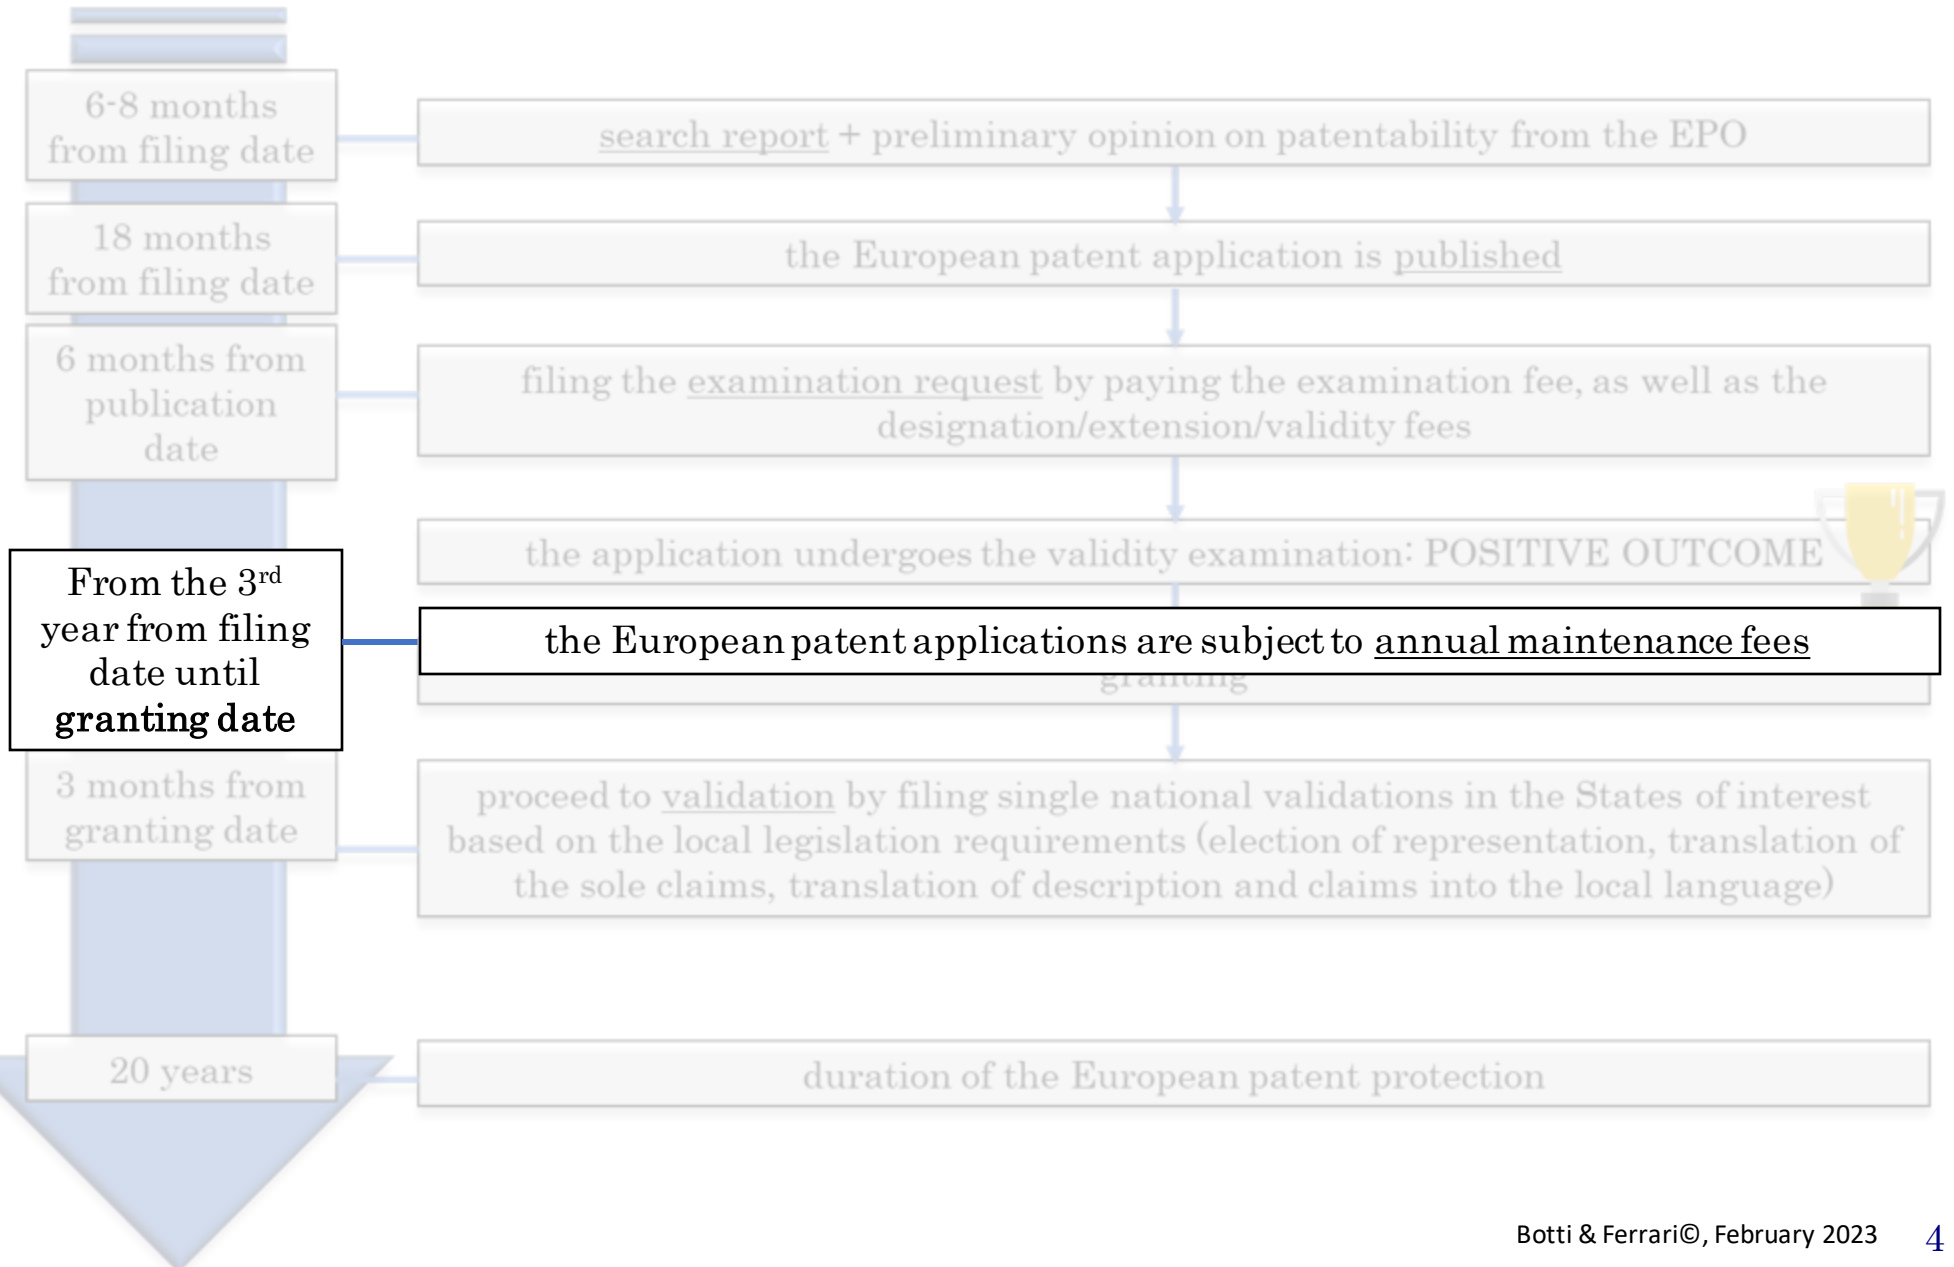 6-8 months
from filing date
search report + preliminary opinion on patentability from the EPO
18 months
from filing date
the European patent application is published
6 months from
publication
date
filing the examination request by paying the examination fee, as well as the
designation/extension/validity fees
the application undergoes the validity examination: POSITIVE OUTCOME
From the 3rd
year from filing
date until
granting date
the European patent applications are subject to annual maintenance fees
granting
3 months from
granting date
proceed to validation by filing single national validations in the States of interest
based on the local legislation requirements (election of representation, translation of
the sole claims, translation of description and claims into the local language)
20 years
duration of the European patent protection
Botti & Ferrari©, February 2023
4